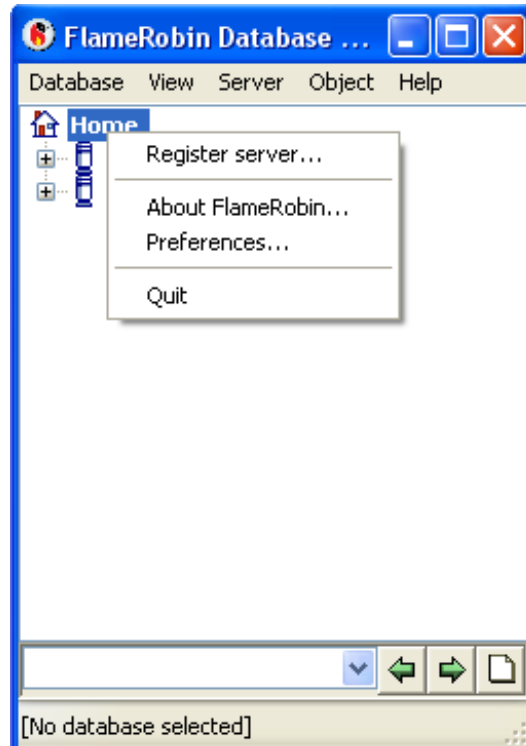 FlameRobin Database ...
Database View Server Object Help
Home
Register server...
About FlameRobin...
Preferences...
Quit
[No database selected]